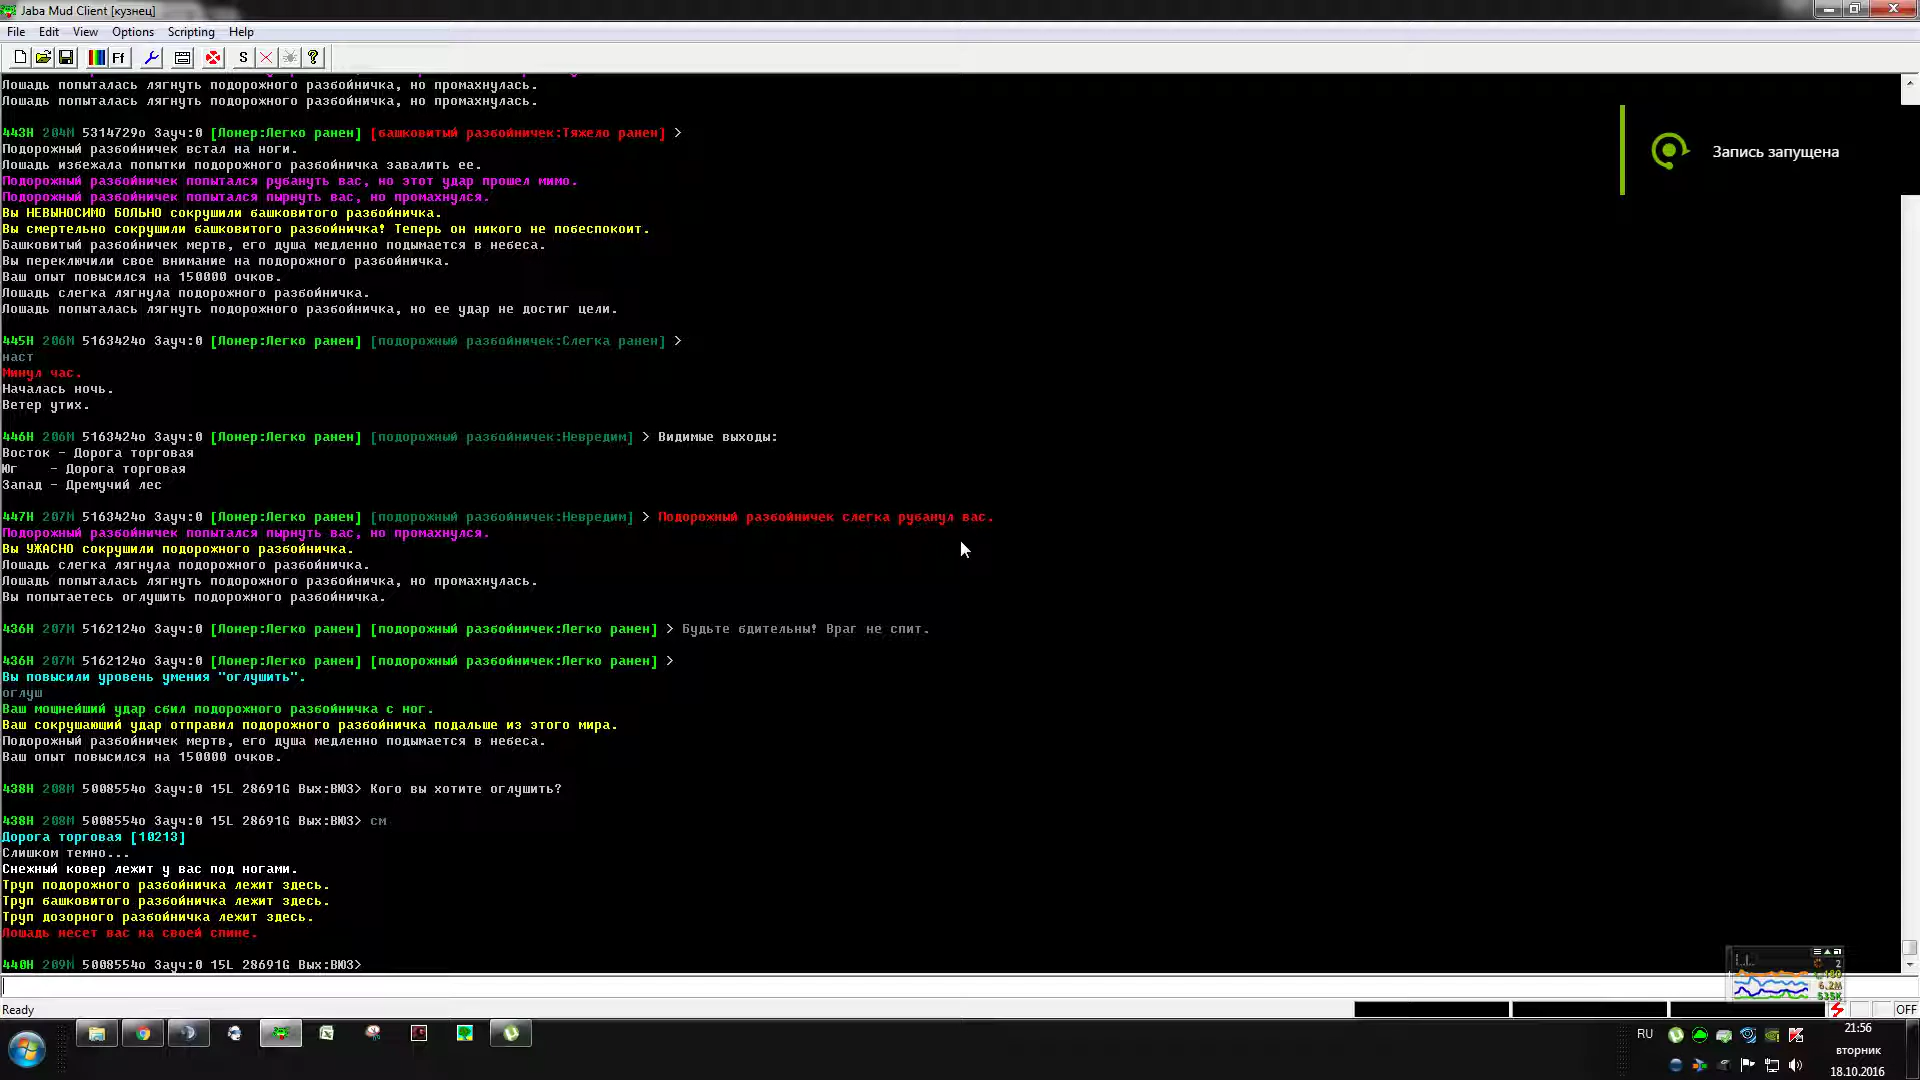 Jaba Mud Client [кузнец]
File Edit View Options Scripting Help
Ff S ?
Лошадь попыталась лягнуть подорожного разбойничка, но промахнулась.
Лошадь попыталась лягнуть подорожного разбойничка, но промахнулась.
443H 204M 5314729о Зауч:0 [Лонер:Легко ранен] [башковитый разбойничек:Тяжело ранен] >
Подорожный разбойничек встал на ноги.
Лошадь избежала попытки подорожного разбойничка завалить ее.
Подорожный разбойничек попытался рубануть вас, но этот удар прошел мимо.
Подорожный разбойничек попытался пырнуть вас, но промахнулся.
Вы НЕВЫНОСИМО БОЛЬНО сокрушили башковитого разбойничка.
Вы смертельно сокрушили башковитого разбойничка! Теперь он никого не побеспокоит.
Башковитый разбойничек мертв, его душа медленно подымается в небеса.
Вы переключили свое внимание на подорожного разбойничка.
Ваш опыт повысился на 150000 очков.
Лошадь слегка лягнула подорожного разбойничка.
Лошадь попыталась лягнуть подорожного разбойничка, но ее удар не достиг цели.
445H 206M 5163424о Зауч:0 [Лонер:Легко ранен] [подорожный разбойничек:Слегка ранен] >
наст
Минул час.
Началась ночь.
Ветер утих.
446H 206M 5163424о Зауч:0 [Лонер:Легко ранен] [подорожный разбойничек:Невредим] > Видимые выходы:
Восток - Дорога торговая
Юг - Дорога торговая
Запад - Дремучий лес
447H 207M 5163424о Зауч:0 [Лонер:Легко ранен] [подорожный разбойничек:Невредим] > Подорожный разбойничек слегка рубанул вас.
Подорожный разбойничек попытался пырнуть вас, но промахнулся.
Вы УЖАСНО сокрушили подорожного разбойничка.
Лошадь слегка лягнула подорожного разбойничка.
Лошадь попыталась лягнуть подорожного разбойничка, но промахнулась.
Вы попытаетесь оглушить подорожного разбойничка.
436H 207M 5162124о Зауч:0 [Лонер:Легко ранен] [подорожный разбойничек:Легко ранен] > Будьте бдительны! Враг не спит.
436H 207M 5162124о Зауч:0 [Лонер:Легко ранен] [подорожный разбойничек:Легко ранен] >
Вы повысили уровень умения "оглушить".
оглуш
Ваш мощнейший удар сбил подорожного разбойничка с ног.
Ваш сокрушающий удар отправил подорожного разбойничка подальше из этого мира.
Подорожный разбойничек мертв, его душа медленно подымается в небеса.
Ваш опыт повысился на 150000 очков.
438H 208M 5008554о Зауч:0 15L 28691G Вых:ВЮЗ> Кого вы хотите оглушить?
438H 208M 5008554о Зауч:0 15L 28691G Вых:ВЮЗ> см
Дорога торговая [10213]
Слишком темно...
Снежный ковер лежит у вас под ногами.
Труп подорожного разбойничка лежит здесь.
Труп башковитого разбойничка лежит здесь.
Труп дозорного разбойничка лежит здесь.
Лошадь несет вас на своей спине.
440H 209M 5008554о Зауч:0 15L 28691G Вых:ВЮЗ>
Запись запущена
2
6.2M
535K
Ready
OFF
RU
21:56
вторник
18.10.2016